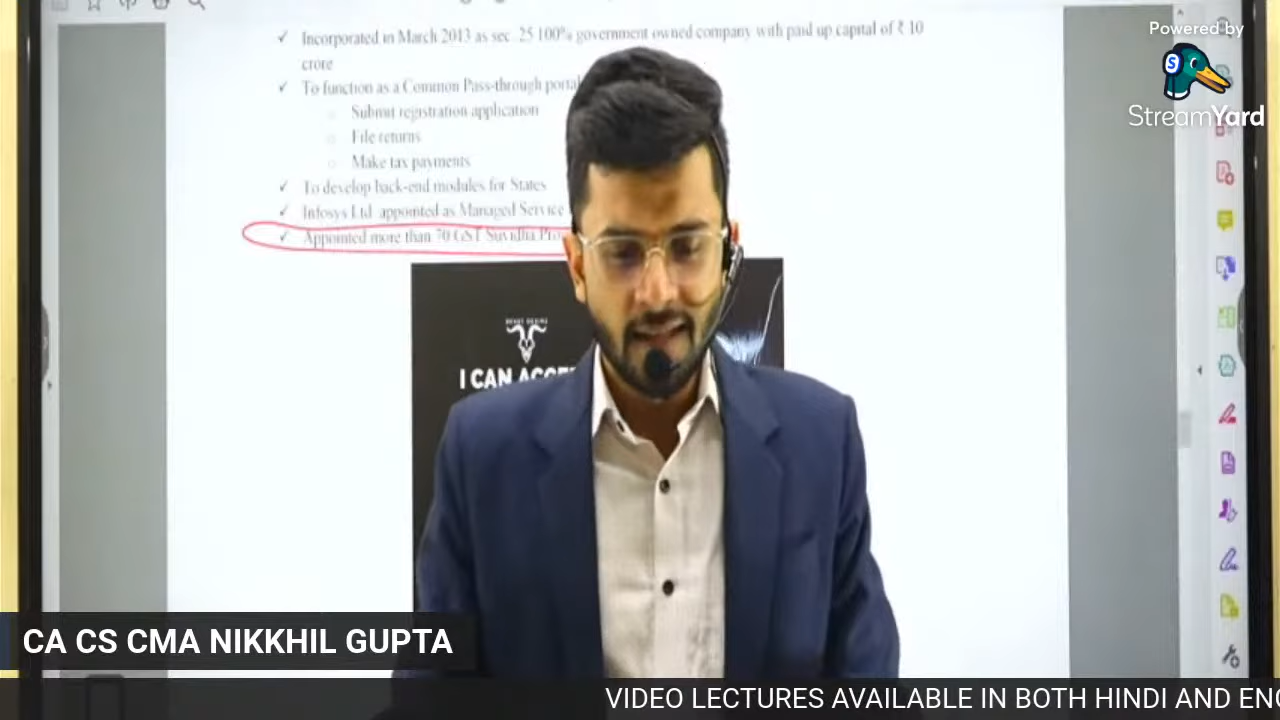 Powered by
StreamYard
✓ Incorporated in March 2013 as sec. 25 100% government owned company with paid up capital of ₹ 10
crore
✓ To function as a Common Pass-through portal
○ Submit registration application
○ File returns
○ Make tax payments
✓ To develop back-end modules for States
✓ Infosys Ltd. appointed as Managed Service
✓ Appointed more than 70 GST Suvidha Pro
I CAN
CA CS CMA NIKKHIL GUPTA
VIDEO LECTURES AVAILABLE IN BOTH HINDI AND ENG